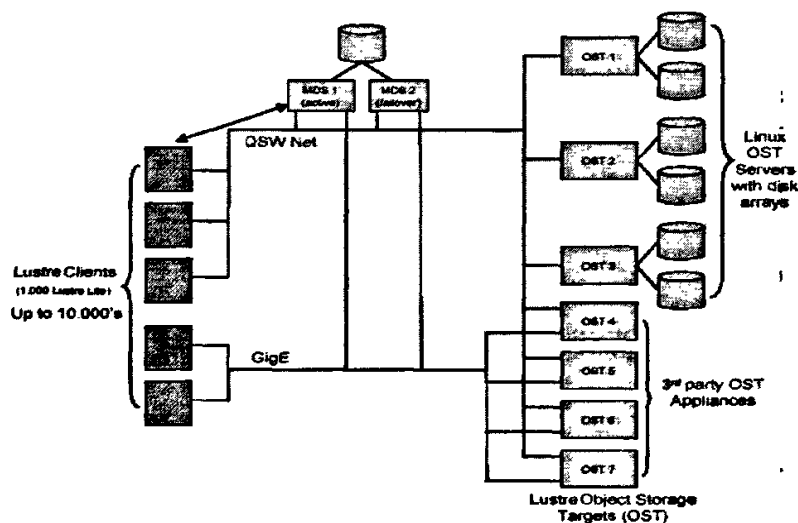 MDS 1
(active)
MDS 2
(failover)
QSW Net
Lustre Clients
(1,000 Lustre Lite)
Up to 10,000's
GigE
OST 1
OST 2
OST 3
OST 4
OST 5
OST 6
OST 7
Linux
OST
Servers
with disk
arrays
3rd party OST
Appliances
Lustre Object Storage
Targets (OST)